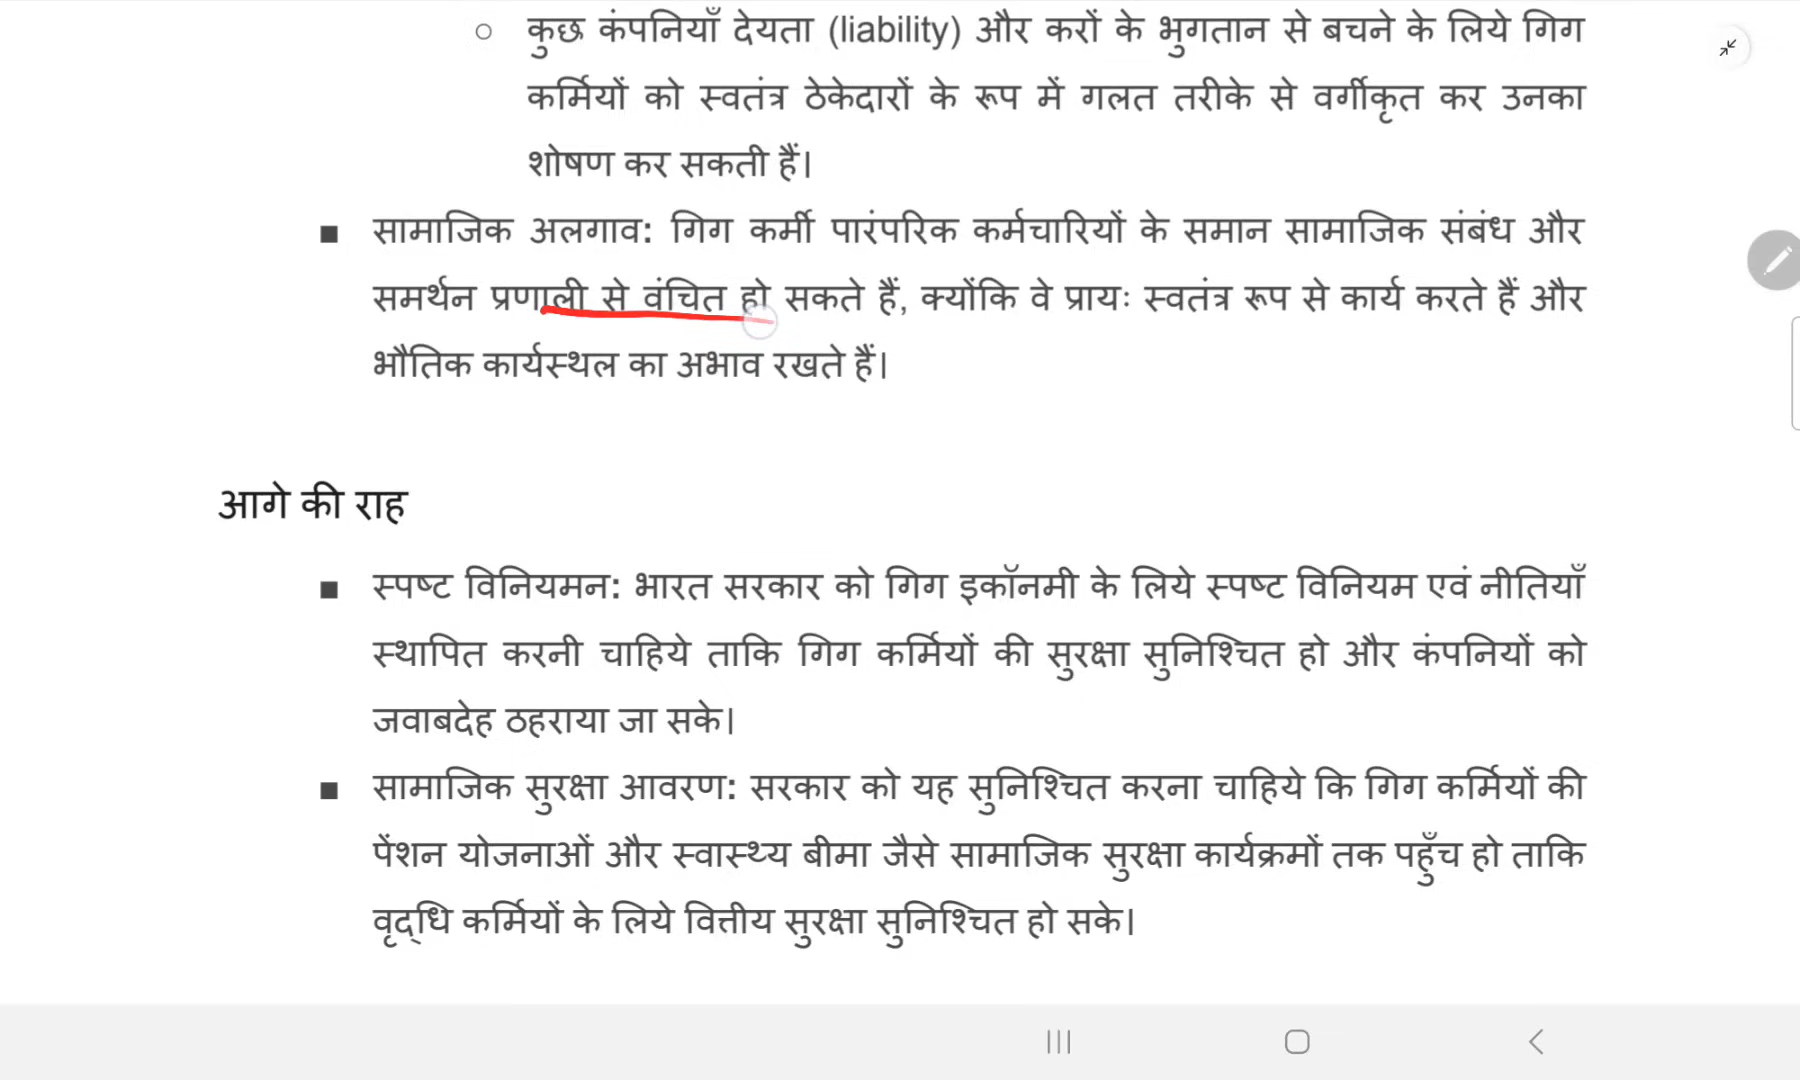 कुछ कंपनियाँ देयता (liability) और करों के भुगतान से बचने के लिये गिग
कर्मियों को स्वतंत्र ठेकेदारों के रूप में गलत तरीके से वर्गीकृत कर उनका
शोषण कर सकती हैं।
सामाजिक अलगाव: गिग कर्मी पारंपरिक कर्मचारियों के समान सामाजिक संबंध और
समर्थन प्रणाली से वंचित हो सकते हैं, क्योंकि वे प्रायः स्वतंत्र रूप से कार्य करते हैं और
भौतिक कार्यस्थल का अभाव रखते हैं।
आगे की राह
स्पष्ट विनियमन: भारत सरकार को गिग इकॉनमी के लिये स्पष्ट विनियम एवं नीतियाँ
स्थापित करनी चाहिये ताकि गिग कर्मियों की सुरक्षा सुनिश्चित हो और कंपनियों को
जवाबदेह ठहराया जा सके।
सामाजिक सुरक्षा आवरण: सरकार को यह सुनिश्चित करना चाहिये कि गिग कर्मियों की
पेंशन योजनाओं और स्वास्थ्य बीमा जैसे सामाजिक सुरक्षा कार्यक्रमों तक पहुँच हो ताकि
वृद्धि कर्मियों के लिये वित्तीय सुरक्षा सुनिश्चित हो सके।